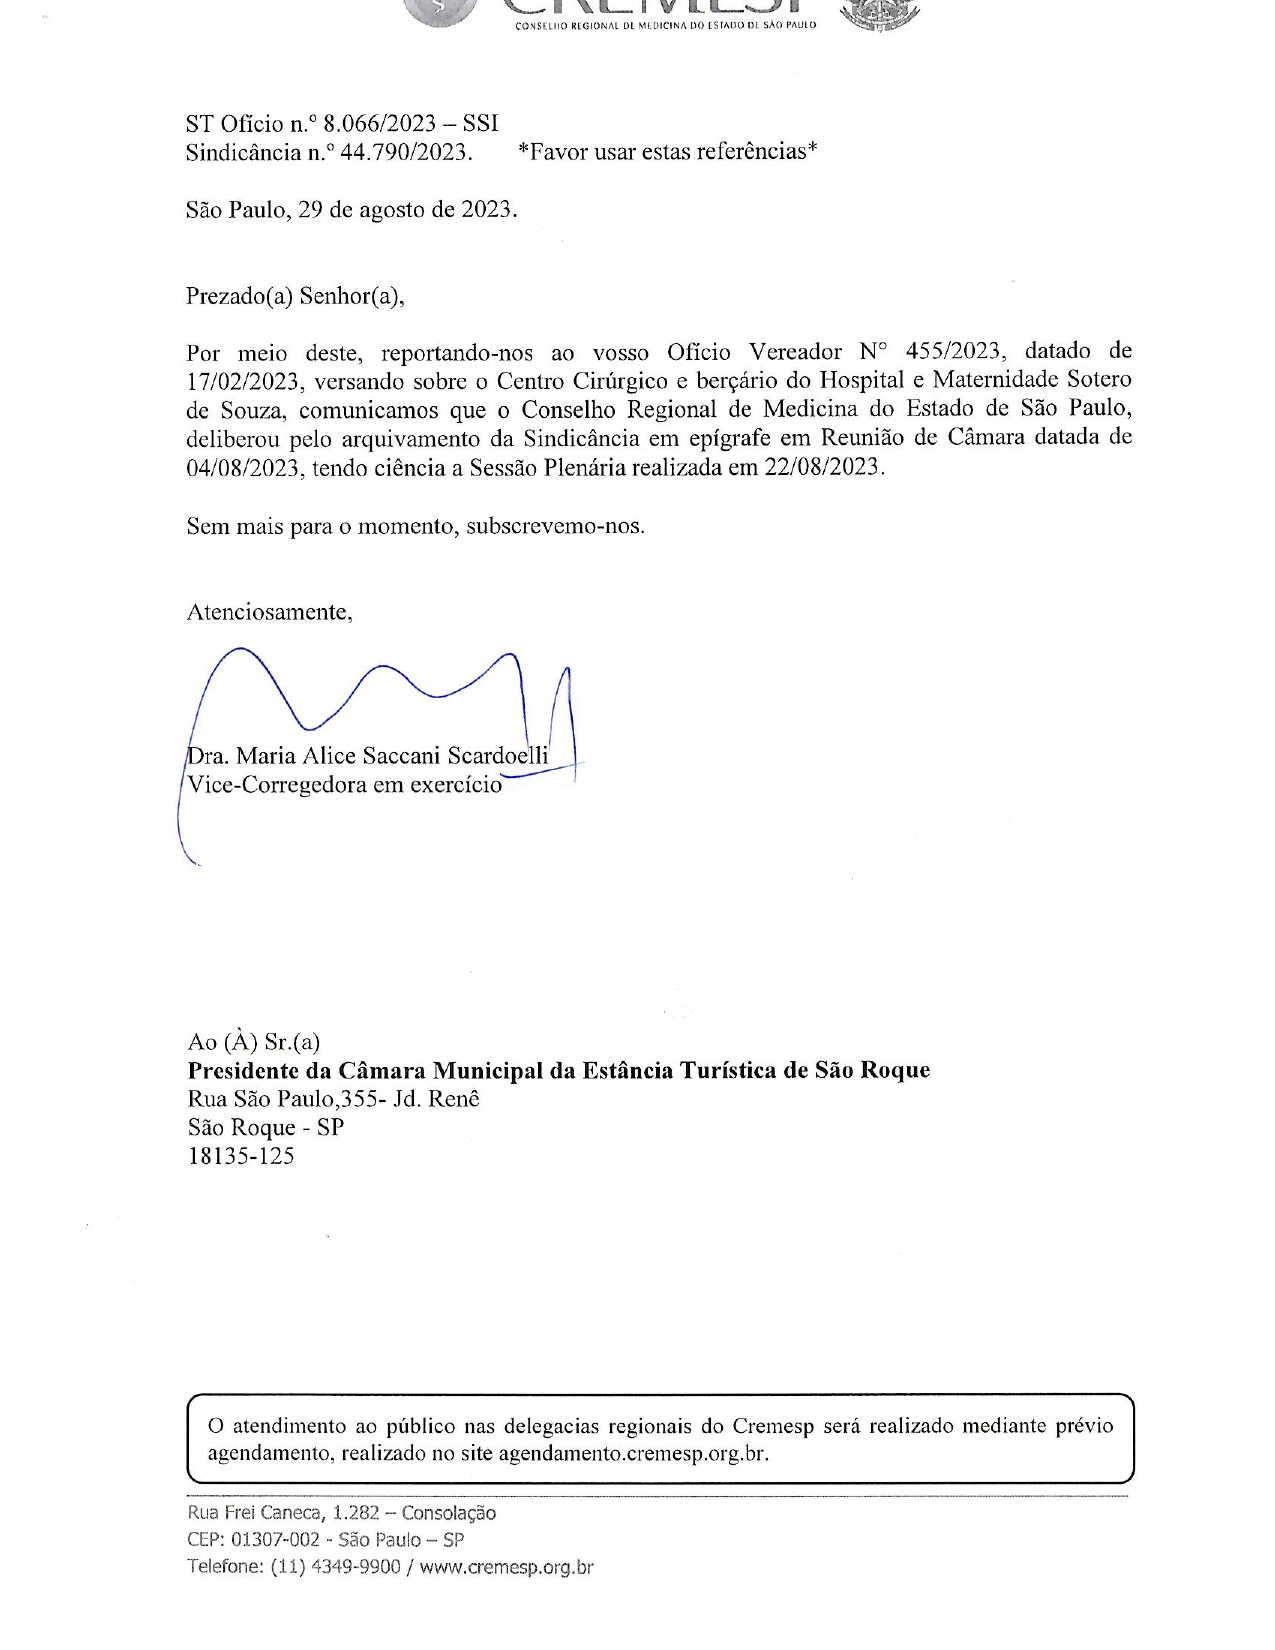 CREMESP
CONSELHO REGIONAL DE MEDICINA DO ESTADO DE SÃO PAULO
ST Ofício n.º 8.066/2023 – SSI
Sindicância n.º 44.790/2023. *Favor usar estas referências*
São Paulo, 29 de agosto de 2023.
Prezado(a) Senhor(a),
Por meio deste, reportando-nos ao vosso Ofício Vereador N° 455/2023, datado de
17/02/2023, versando sobre o Centro Cirúrgico e berçário do Hospital e Maternidade Sotero
de Souza, comunicamos que o Conselho Regional de Medicina do Estado de São Paulo,
deliberou pelo arquivamento da Sindicância em epígrafe em Reunião de Câmara datada de
04/08/2023, tendo ciência a Sessão Plenária realizada em 22/08/2023.
Sem mais para o momento, subscrevemo-nos.
Atenciosamente,
Dra. Maria Alice Saccani Scardoelli
Vice-Corregedora em exercício
Ao (À) Sr.(a)
Presidente da Câmara Municipal da Estância Turística de São Roque
Rua São Paulo,355- Jd. Renê
São Roque - SP
18135-125
O atendimento ao público nas delegacias regionais do Cremesp será realizado mediante prévio
agendamento, realizado no site agendamento.cremesp.org.br.
Rua Frei Caneca, 1.282 – Consolação
CEP: 01307-002 - São Paulo – SP
Telefone: (11) 4349-9900 / www.cremesp.org.br